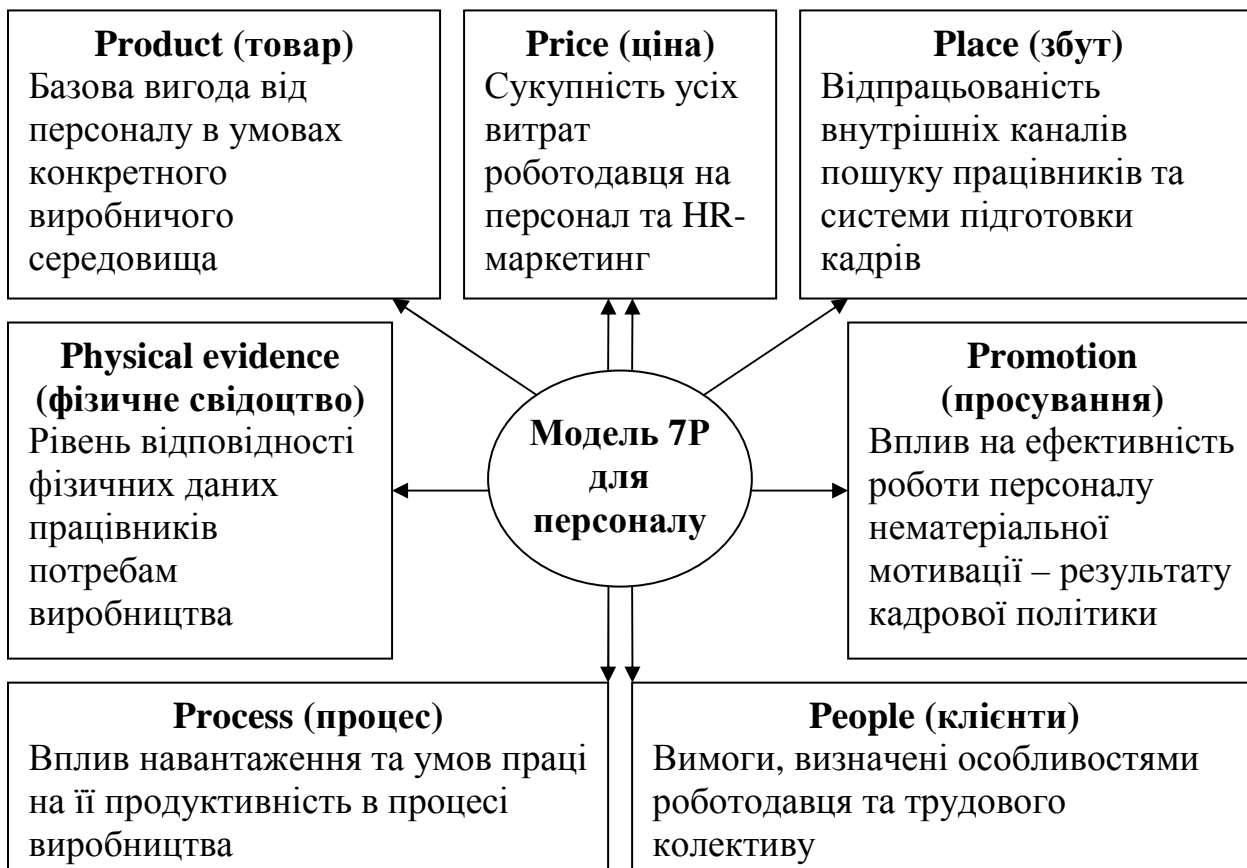 Product (товар)
Базова вигода від
персоналу в умовах
конкретного
виробничого
середовища
Price (ціна)
Сукупність усіх
витрат
роботодавця на
персонал та HR-
маркетинг
Place (збут)
Відпрацьованість
внутрішніх каналів
пошуку працівників та
системи підготовки
кадрів
Physical evidence
(фізичне свідоцтво)
Рівень відповідності
фізичних даних
працівників
потребам
виробництва
Модель 7Р
для
персоналу
Promotion
(просування)
Вплив на ефективність
роботи персоналу
нематеріальної
мотивації – результату
кадрової політики
Process (процес)
Вплив навантаження та умов праці
на її продуктивність в процесі
виробництва
People (клієнти)
Вимоги, визначені особливостями
роботодавця та трудового
колективу